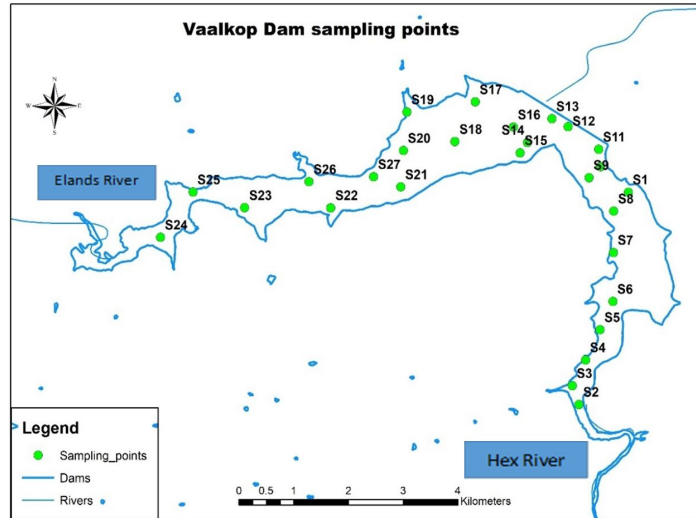 Vaalkop Dam sampling points
N
W E
S
S17
S19
S13
S16
S12
S14
S18
S15
S20
S11
S9
S27
S26
S21
S1
S25
S8
S23
S22
Elands River
S24
S7
S6
S5
S4
S3
S2
Legend
Sampling_points
Dams
Rivers
Hex River
0 0.5 1 2 3 4
Kilometers